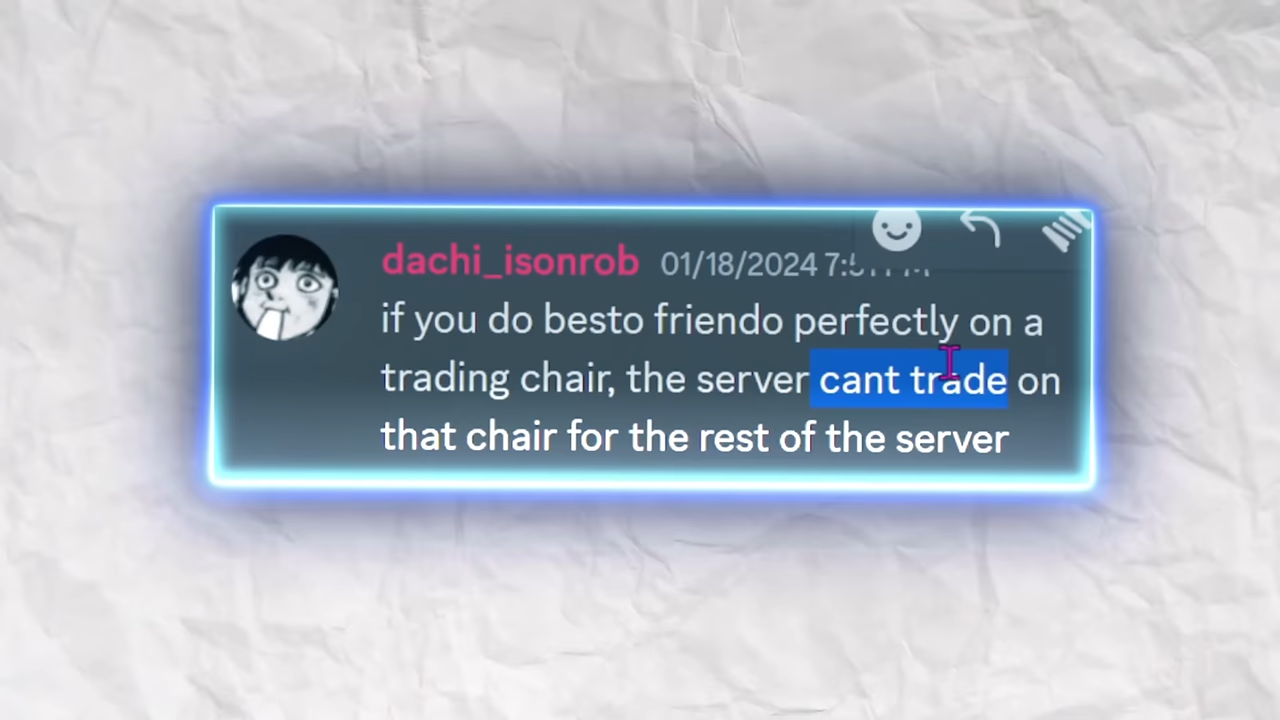 dachi_isonrob 01/18/2024
if you do besto friendo perfectly on a
trading chair, the server cant trade on
that chair for the rest of the server